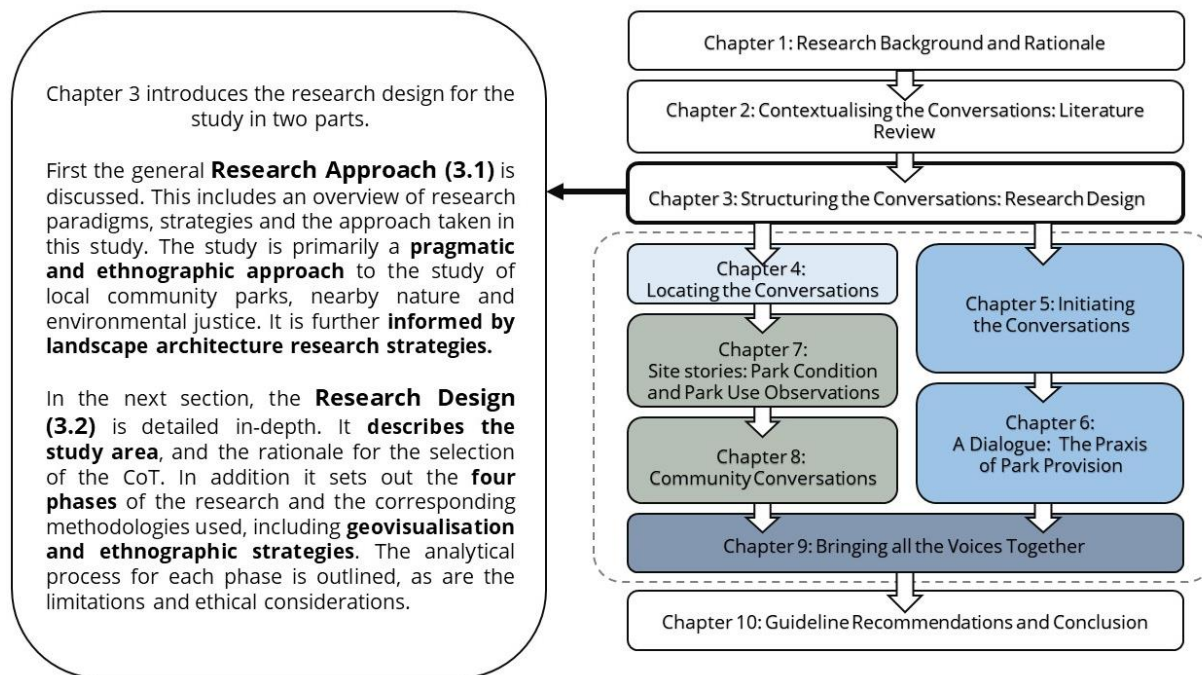 Chapter 3 introduces the research design for the
study in two parts.
First the general Research Approach (3.1) is
discussed. This includes an overview of research
paradigms, strategies and the approach taken in
this study. The study is primarily a pragmatic
and ethnographic approach to the study of
local community parks, nearby nature and
environmental justice. It is further informed by
landscape architecture research strategies.
In the next section, the Research Design
(3.2) is detailed in-depth. It describes the
study area, and the rationale for the selection
of the CoT. In addition it sets out the four
phases of the research and the corresponding
methodologies used, including geovisualisation
and ethnographic strategies. The analytical
process for each phase is outlined, as are the
limitations and ethical considerations.
Chapter 1: Research Background and Rationale
Chapter 2: Contextualising the Conversations: Literature
Review
Chapter 3: Structuring the Conversations: Research Design
Chapter 4:
Locating the Conversations
Chapter 7:
Site stories: Park Condition
and Park Use Observations
Chapter 8:
Community Conversations
Chapter 5: Initiating
the Conversations
Chapter 6:
A Dialogue: The Praxis
of Park Provision
Chapter 9: Bringing all the Voices Together
Chapter 10: Guideline Recommendations and Conclusion